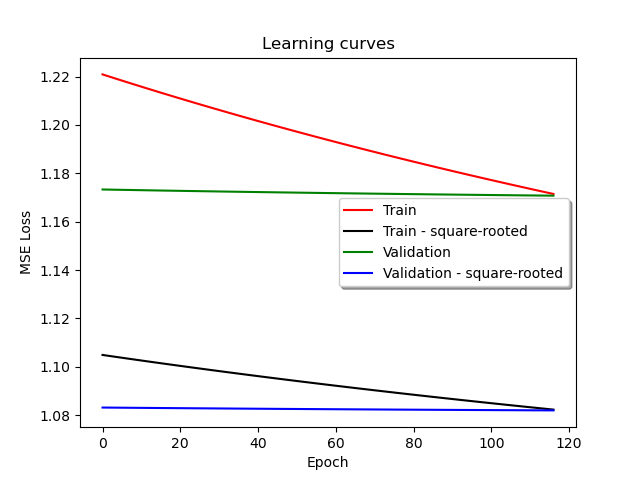 Learning curves
MSE Loss
1.22
1.20
1.18
1.16
1.14
1.12
1.10
1.08
Train
Train - square-rooted
Validation
Validation - square-rooted
0 20 40 60 80 100 120
Epoch